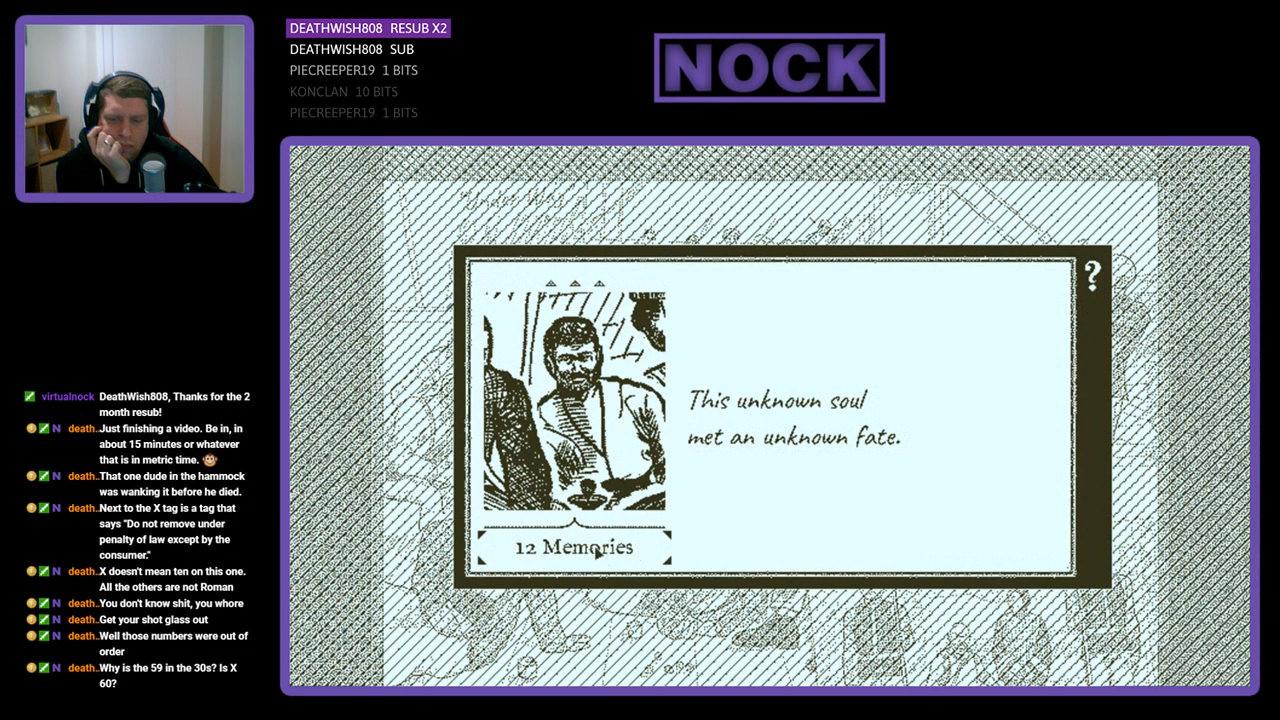 DEATHWISH808 RESUB X2
DEATHWISH808 SUB
PIECREEPER19 1 BITS
KONCLAN 10 BITS
PIECREEPER19 1 BITS
NOCK
?
This unknown soul
met an unknown fate.
12 Memories
virtualnock DeathWish808, Thanks for the 2
month resub!
N death.. Just finishing a video. Be in, in
about 15 minutes or whatever
that is in metric time.
N death.. That one dude in the hammock
was wanking it before he died.
N death.. Next to the X tag is a tag that
says "Do not remove under
penalty of law except by the
consumer."
N death.. X doesn't mean ten on this one.
All the others are not Roman
N death.. You don't know shit, you whore
N death.. Get your shot glass out
N death.. Well those numbers were out of
order
N death.. Why is the 59 in the 30s? Is X
60?